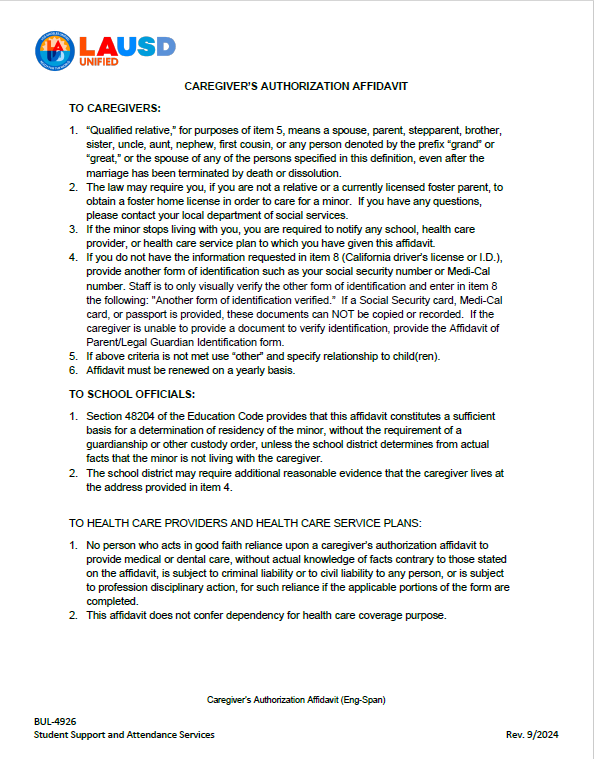 LAUSD
UNIFIED
CAREGIVER'S AUTHORIZATION AFFIDAVIT
TO CAREGIVERS:
1. "Qualified relative," for purposes of item 5, means a spouse, parent, stepparent, brother,
sister, uncle, aunt, nephew, first cousin, or any person denoted by the prefix "grand" or
"great," or the spouse of any of the persons specified in this definition, even after the
marriage has been terminated by death or dissolution.
2. The law may require you, if you are not a relative or a currently licensed foster parent, to
obtain a foster home license in order to care for a minor.  If you have any questions,
please contact your local department of social services.
3. If the minor stops living with you, you are required to notify any school, health care
provider, or health care service plan to which you have given this affidavit.
4. If you do not have the information requested in item 8 (California driver's license or I.D.),
provide another form of identification such as your social security number or Medi-Cal
number. Staff is to only visually verify the other form of identification and enter in item 8
the following: "Another form of identification verified."  If a Social Security card, Medi-Cal
card, or passport is provided, these documents can NOT be copied or recorded.  If the
caregiver is unable to provide a document to verify identification, provide the Affidavit of
Parent/Legal Guardian Identification form.
5. If above criteria is not met use "other" and specify relationship to child(ren).
6. Affidavit must be renewed on a yearly basis.
TO SCHOOL OFFICIALS:
1. Section 48204 of the Education Code provides that this affidavit constitutes a sufficient
basis for a determination of residency of the minor, without the requirement of a
guardianship or other custody order, unless the school district determines from actual
facts that the minor is not living with the caregiver.
2. The school district may require additional reasonable evidence that the caregiver lives at
the address provided in item 4.
TO HEALTH CARE PROVIDERS AND HEALTH CARE SERVICE PLANS:
1. No person who acts in good faith reliance upon a caregiver's authorization affidavit to
provide medical or dental care, without actual knowledge of facts contrary to those stated
on the affidavit, is subject to criminal liability or to civil liability to any person, or is subject
to profession disciplinary action, for such reliance if the applicable portions of the form are
completed.
2. This affidavit does not confer dependency for health care coverage purpose.
Caregiver's Authorization Affidavit (Eng-Span)
BUL-4926
Student Support and Attendance Services Rev. 9/2024